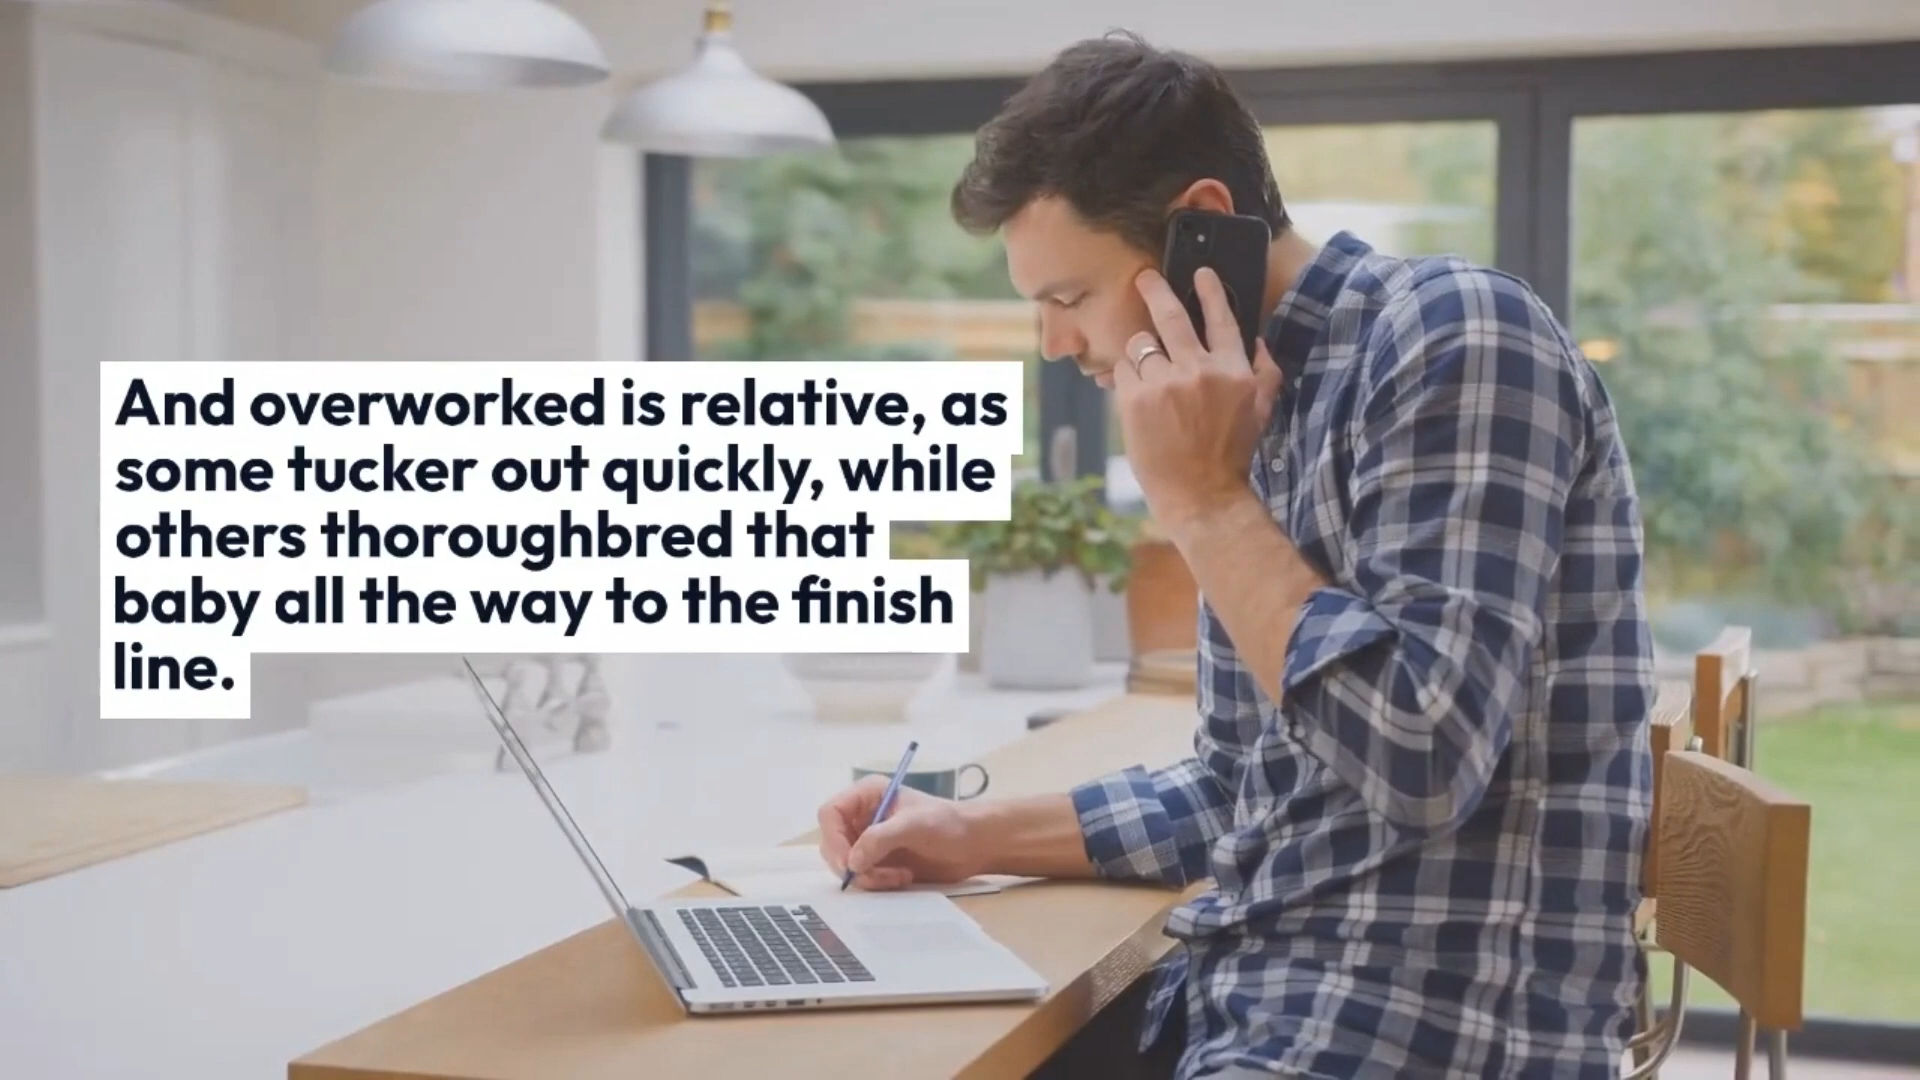 And overworked is relative, as
some tucker out quickly, while
others thoroughbred that
baby all the way to the finish
line.